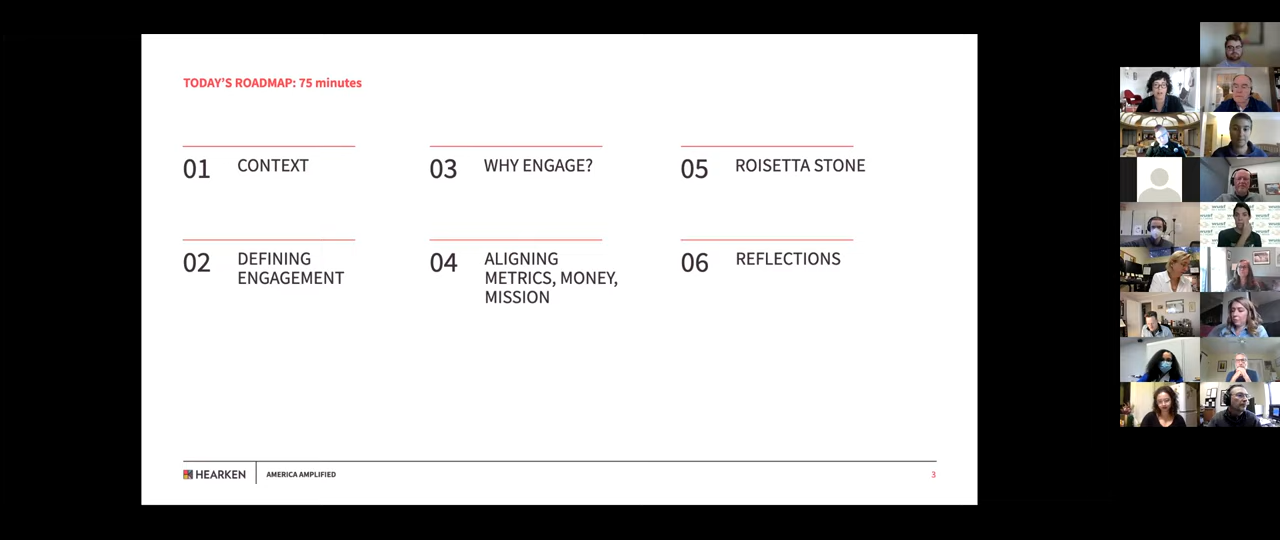 TODAY'S ROADMAP: 75 minutes
01 CONTEXT
02 DEFINING
ENGAGEMENT
03 WHY ENGAGE?
04 ALIGNING
METRICS, MONEY,
MISSION
05 ROISETTA STONE
06 REFLECTIONS
HEARKEN
AMERICA AMPLIFIED
3
wusf